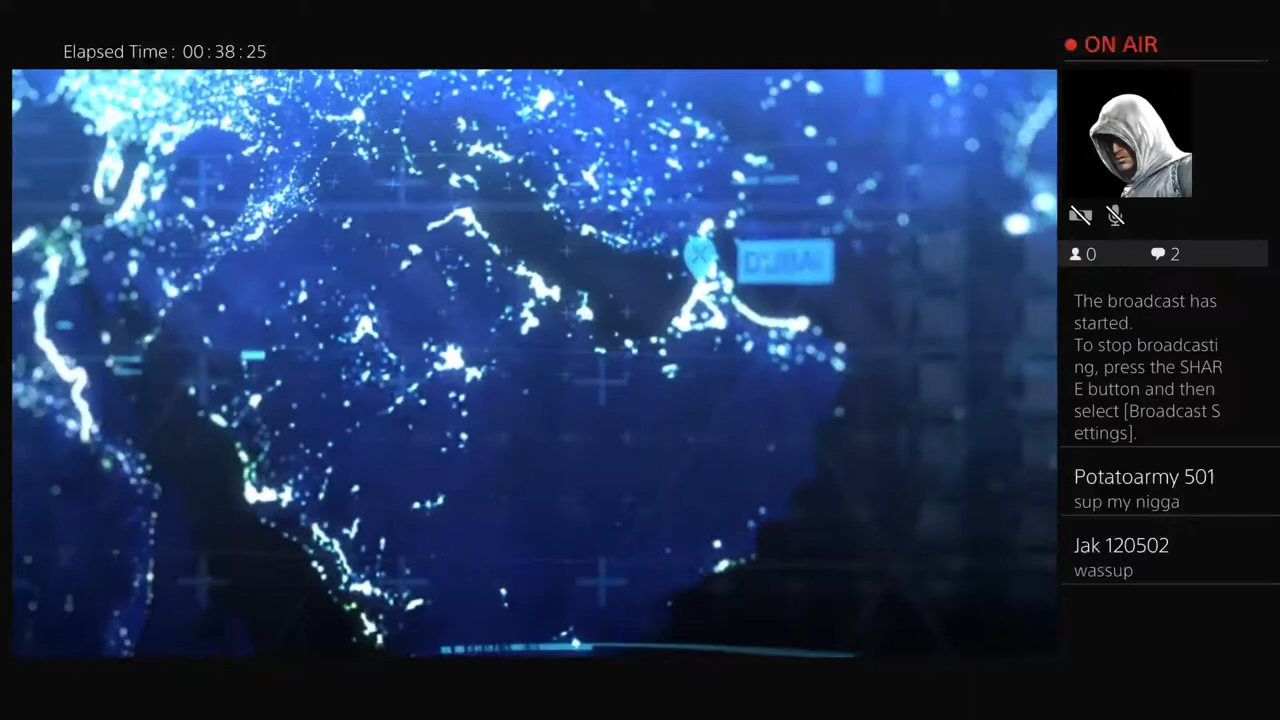 Elapsed Time: 00:38:25
ON AIR
DUBAI
0
2
The broadcast has
started.
To stop broadcasti
ng, press the SHAR
E button and then
select [Broadcast S
ettings].
Potatoarmy 501
sup my nigga
Jak 120502
wassup